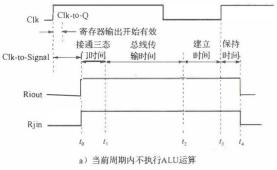 Clk-to-Q
Clk
寄存器输出开始有效
接通三态门时间
总线传输时间
建立时间
保持时间
Clk-to-Signal
Riout
Rjin
t₀ t₁ t₂ t₃ t₄
a）当前周期内不执行ALU运算